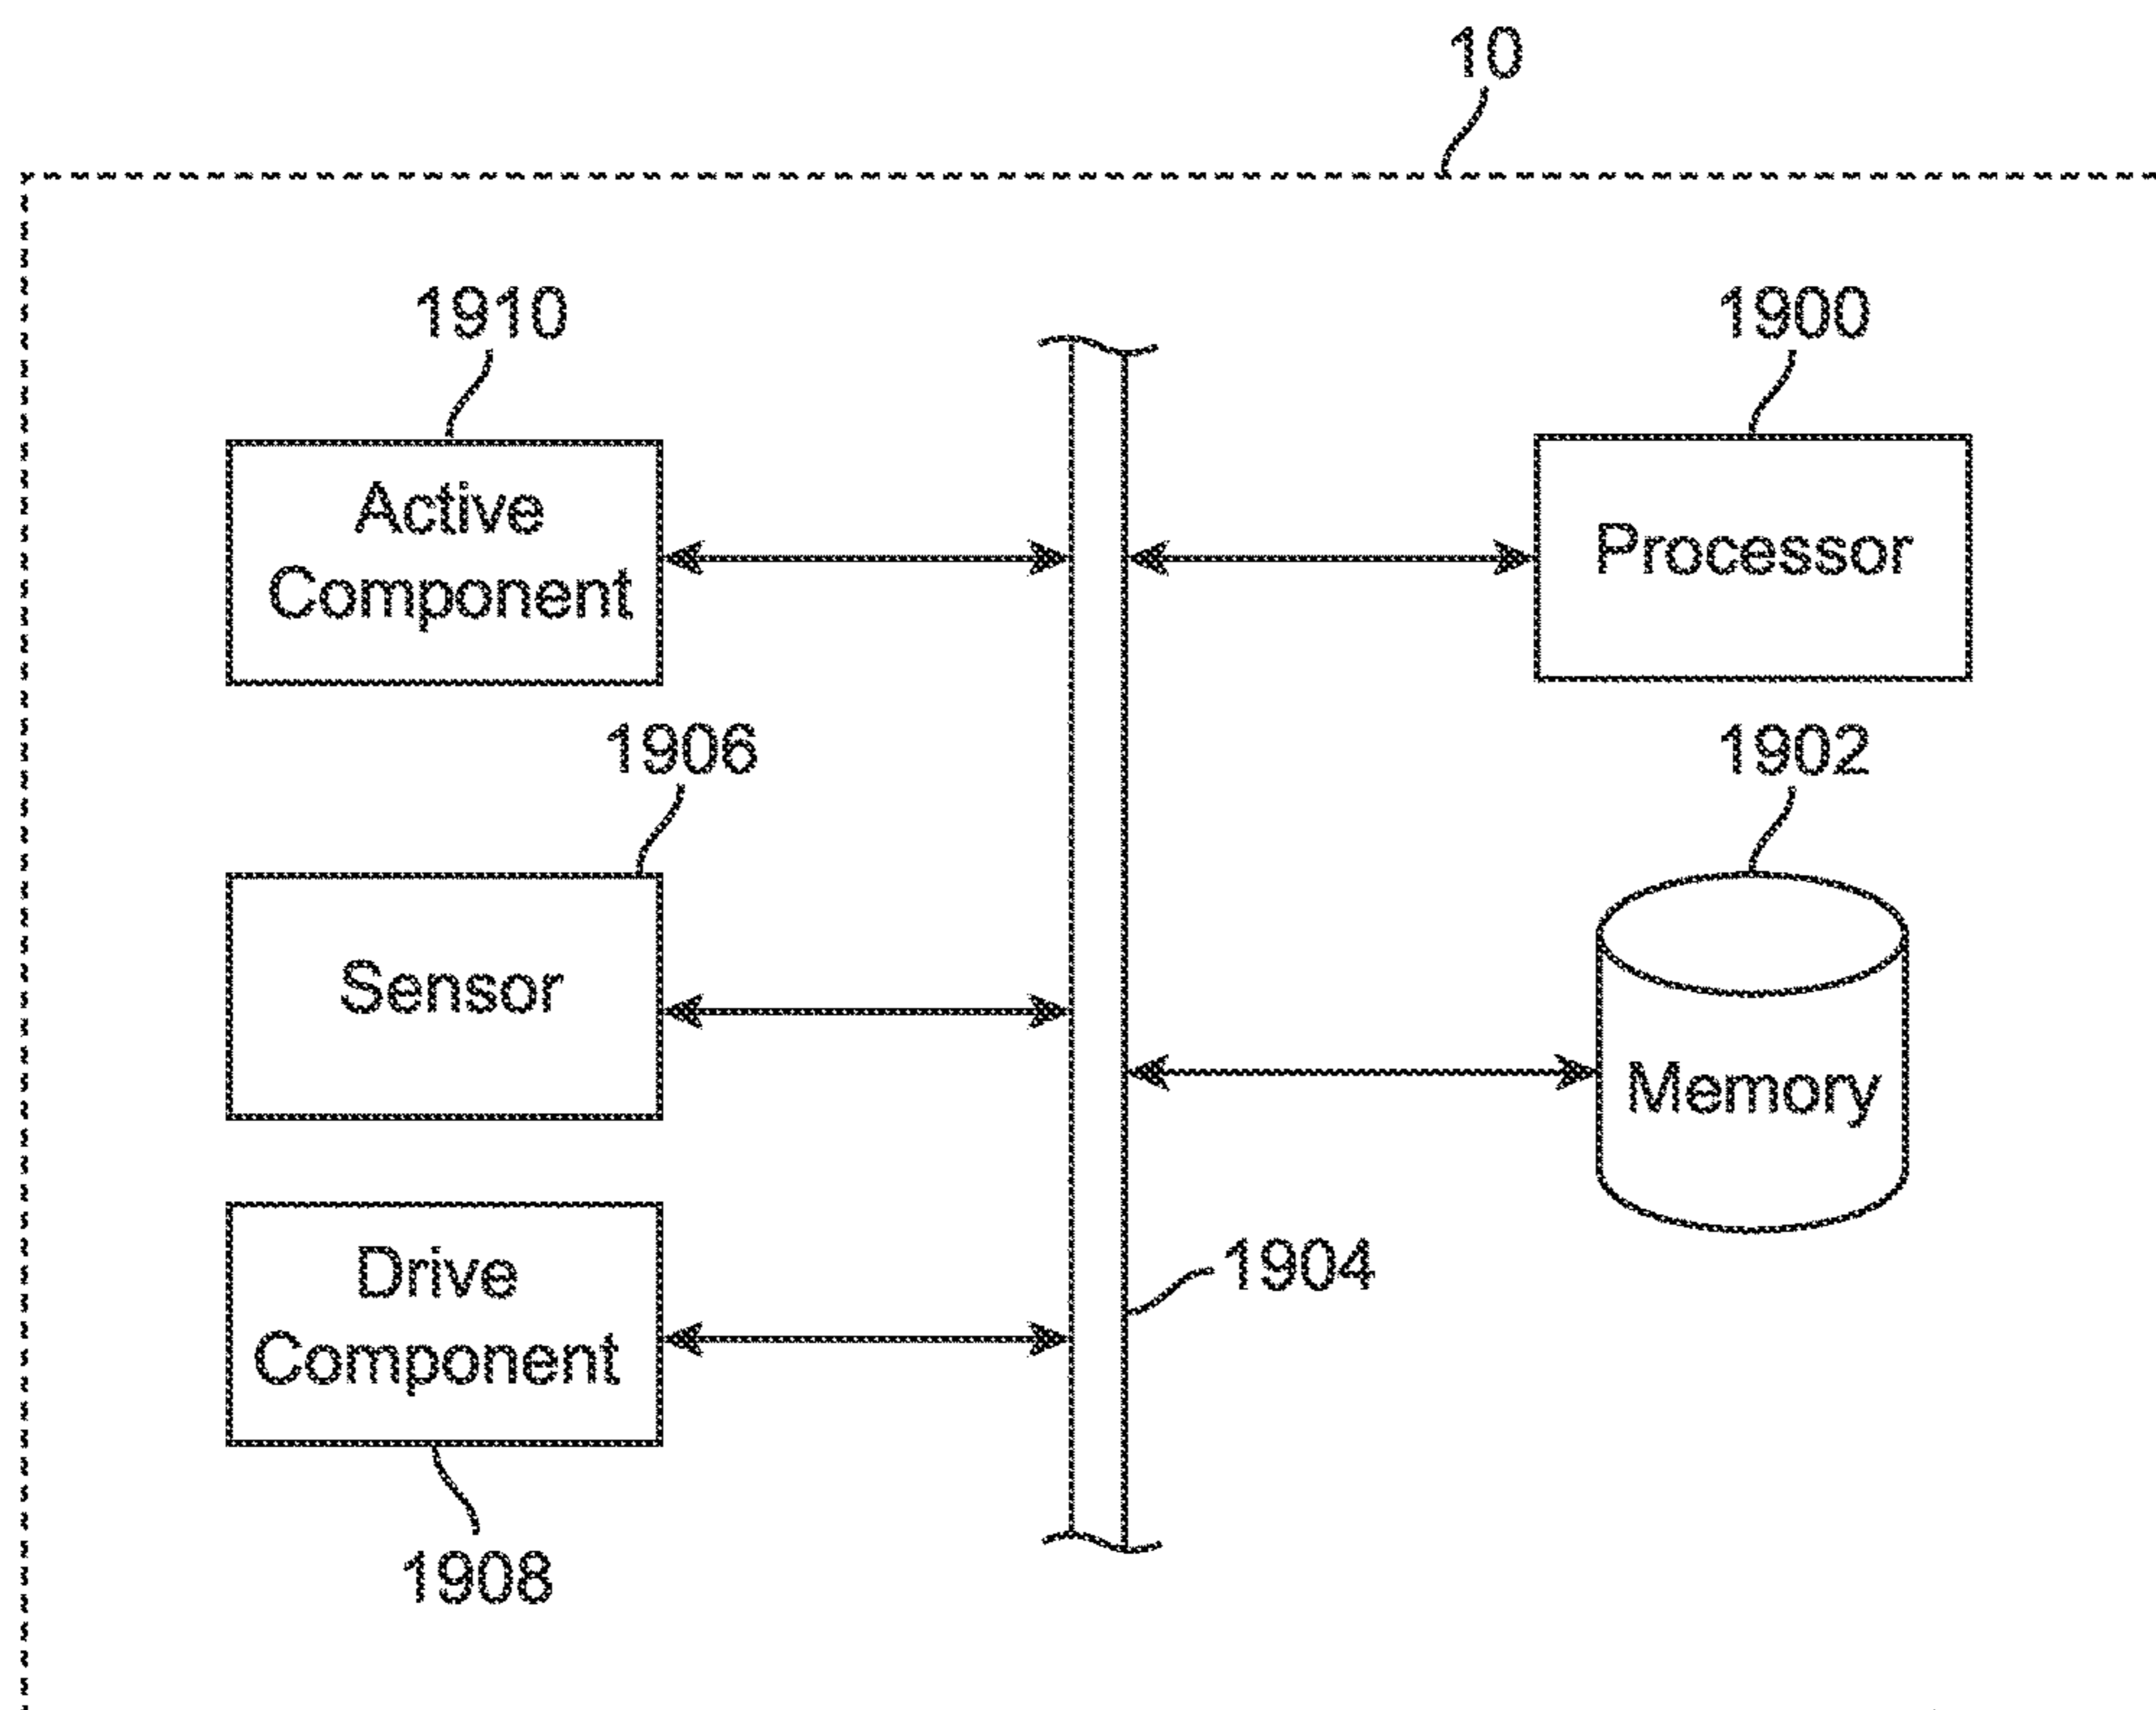 10
1910
1900
Active
Component
Processor
1906
1902
Sensor
Memory
Drive
Component
1904
1908